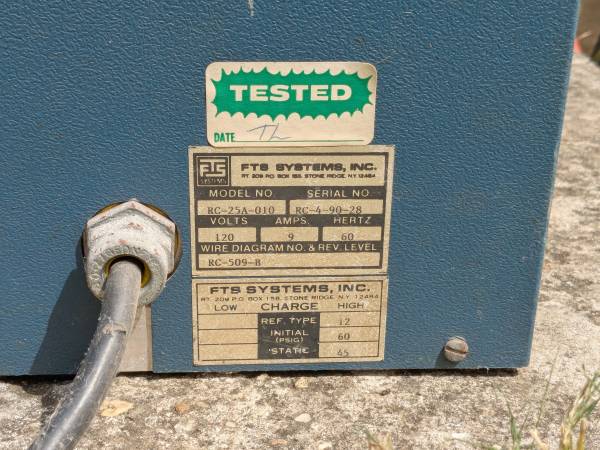 TESTED
DATE TL
FTS SYSTEMS
FTS SYSTEMS, INC.
RT. 209 P.O. BOX 158, STONE RIDGE, N.Y. 12484
MODEL NO. SERIAL NO.
RC-25A-010 RC-4-90-28
VOLTS AMPS. HERTZ
120 9 60
WIRE DIAGRAM NO. & REV. LEVEL
RC-509-B
FTS SYSTEMS, INC.
RT. 209 P.O. BOX 158, STONE RIDGE, N.Y. 12484
LOW CHARGE HIGH
REF. TYPE 12
INITIAL (PSIG) 60
STATIC 45